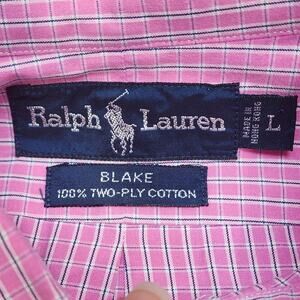 Ralph Lauren
MADE IN
HONG KONG
L
BLAKE
100% TWO-PLY COTTON